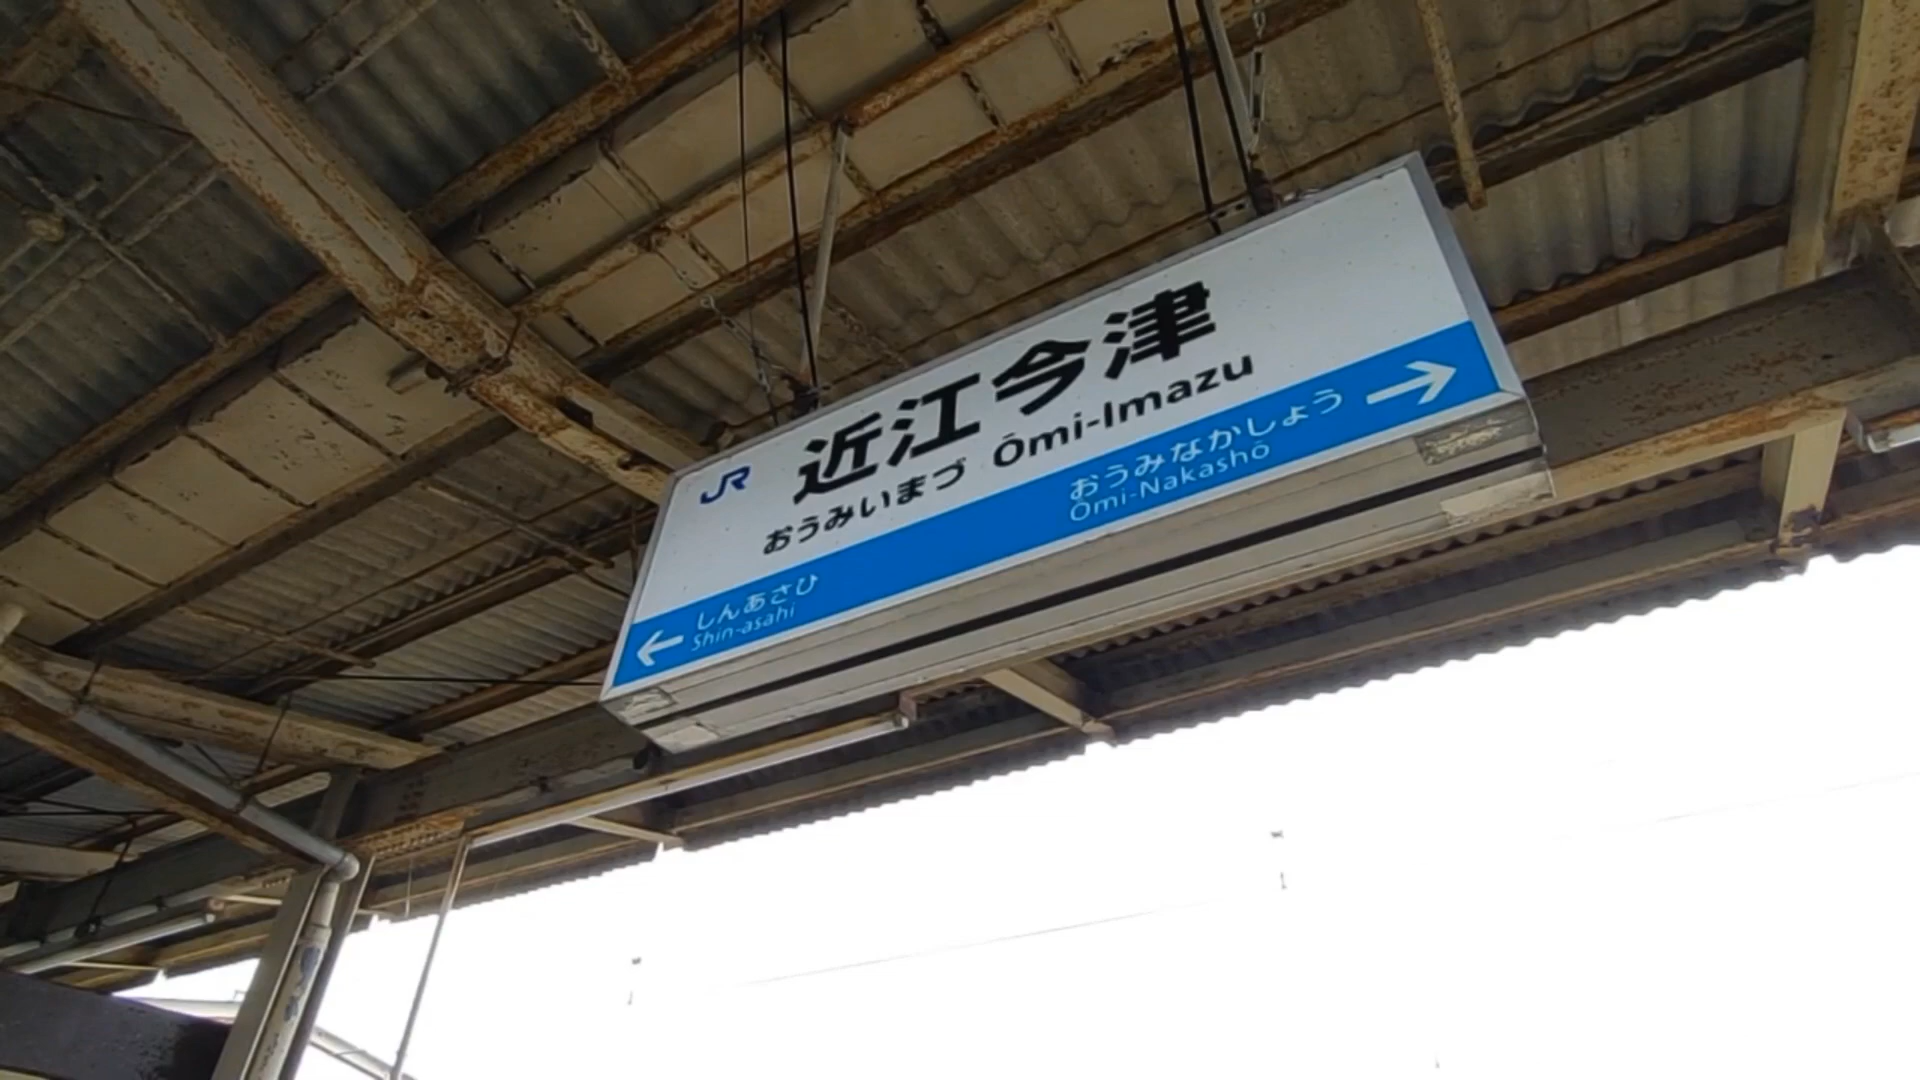 JR 近江今津
おうみいまづ Ōmi-Imazu
おうみなかしょう
Ōmi-Nakashō
しんあさひ
Shin-asahi